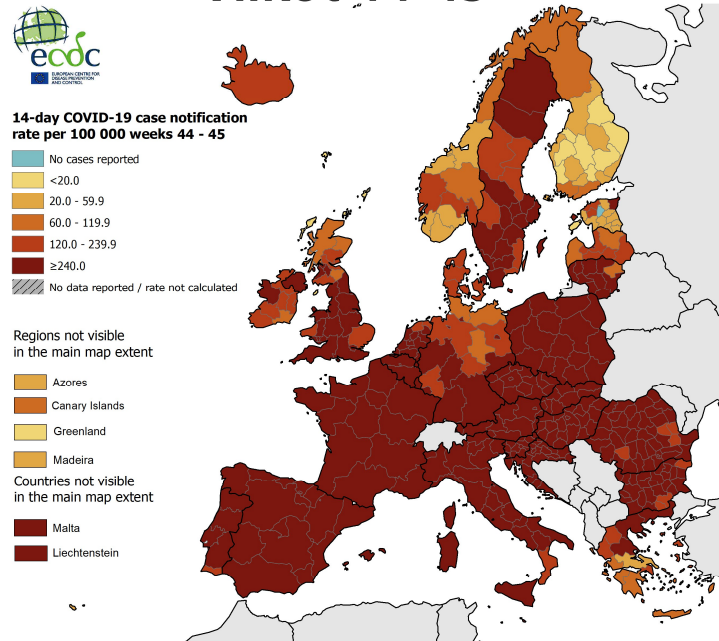 ecdc
EUROPEAN CENTRE FOR
DISEASE PREVENTION
AND CONTROL
14-day COVID-19 case notification
rate per 100 000 weeks 44 - 45
No cases reported
<20.0
20.0 - 59.9
60.0 - 119.9
120.0 - 239.9
≥240.0
No data reported / rate not calculated
Regions not visible
in the main map extent
Azores
Canary Islands
Greenland
Madeira
Countries not visible
in the main map extent
Malta
Liechtenstein